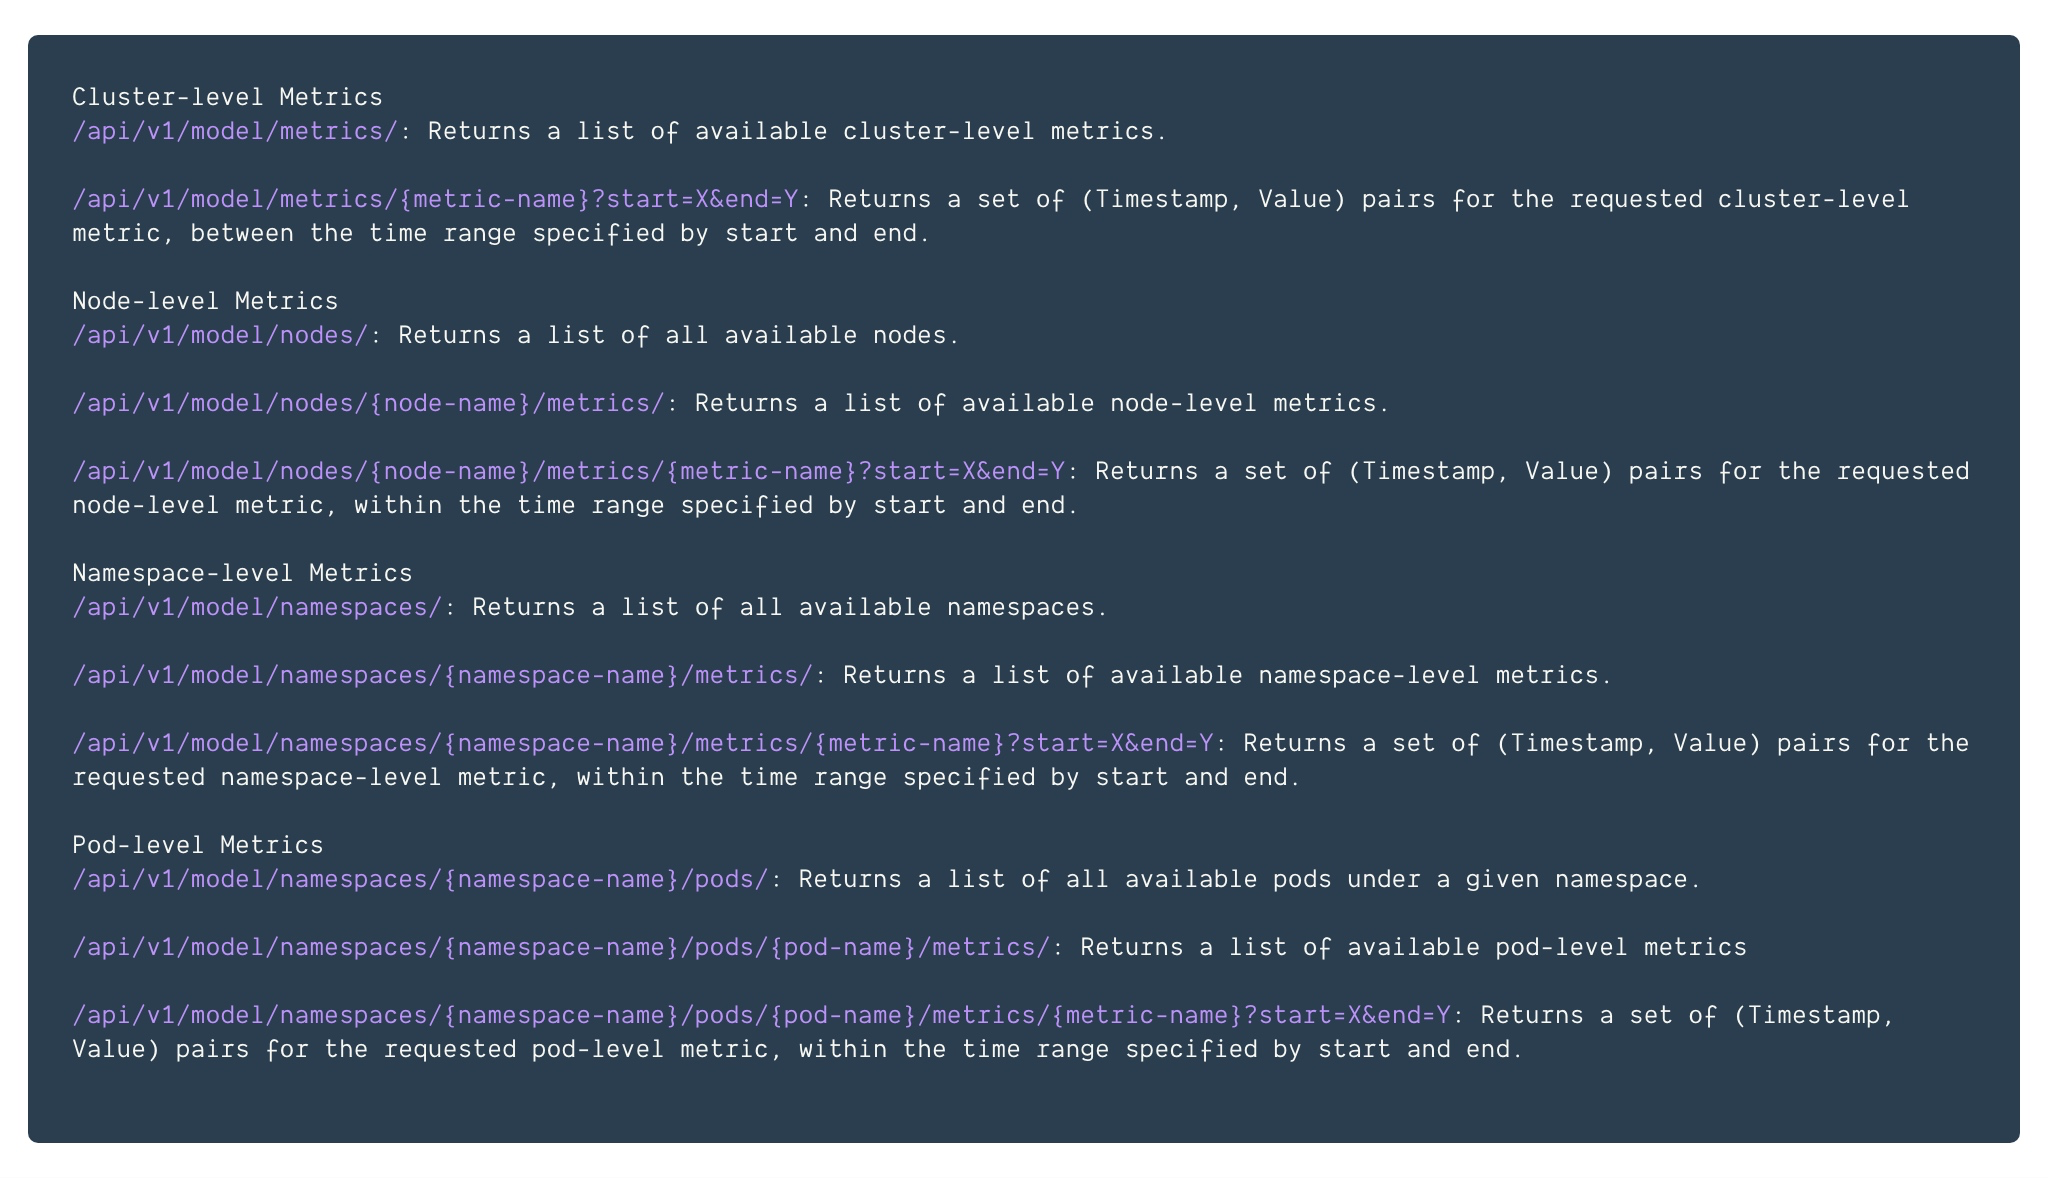 Cluster-level Metrics
/api/v1/model/metrics/: Returns a list of available cluster-level metrics.
/api/v1/model/metrics/{metric-name}?start=X&end=Y: Returns a set of (Timestamp, Value) pairs for the requested cluster-level
metric, between the time range specified by start and end.
Node-level Metrics
/api/v1/model/nodes/: Returns a list of all available nodes.
/api/v1/model/nodes/{node-name}/metrics/: Returns a list of available node-level metrics.
/api/v1/model/nodes/{node-name}/metrics/{metric-name}?start=X&end=Y: Returns a set of (Timestamp, Value) pairs for the requested
node-level metric, within the time range specified by start and end.
Namespace-level Metrics
/api/v1/model/namespaces/: Returns a list of all available namespaces.
/api/v1/model/namespaces/{namespace-name}/metrics/: Returns a list of available namespace-level metrics.
/api/v1/model/namespaces/{namespace-name}/metrics/{metric-name}?start=X&end=Y: Returns a set of (Timestamp, Value) pairs for the
requested namespace-level metric, within the time range specified by start and end.
Pod-level Metrics
/api/v1/model/namespaces/{namespace-name}/pods/: Returns a list of all available pods under a given namespace.
/api/v1/model/namespaces/{namespace-name}/pods/{pod-name}/metrics/: Returns a list of available pod-level metrics
/api/v1/model/namespaces/{namespace-name}/pods/{pod-name}/metrics/{metric-name}?start=X&end=Y: Returns a set of (Timestamp,
Value) pairs for the requested pod-level metric, within the time range specified by start and end.